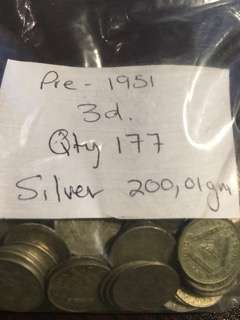 Pre - 1951
3d.
Qty 177
Silver 200,01gm